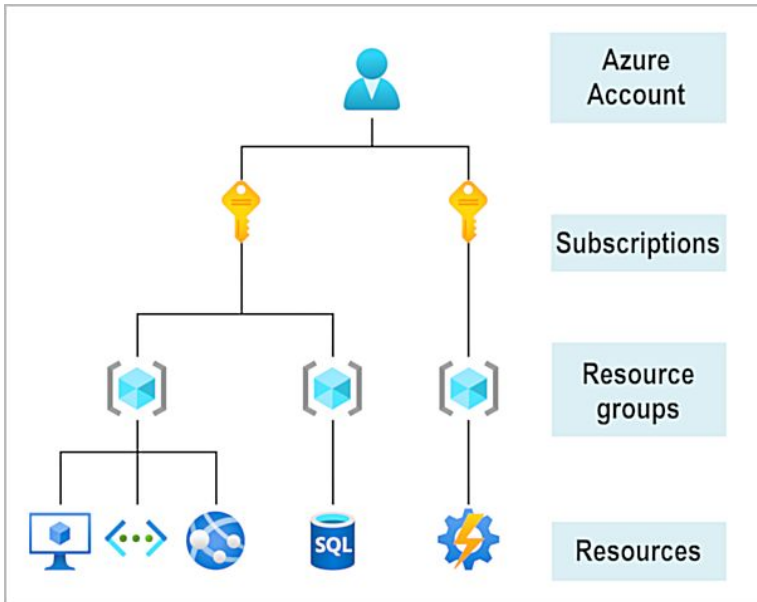 Azure
Account
Subscriptions
Resource
groups
SQL
Resources